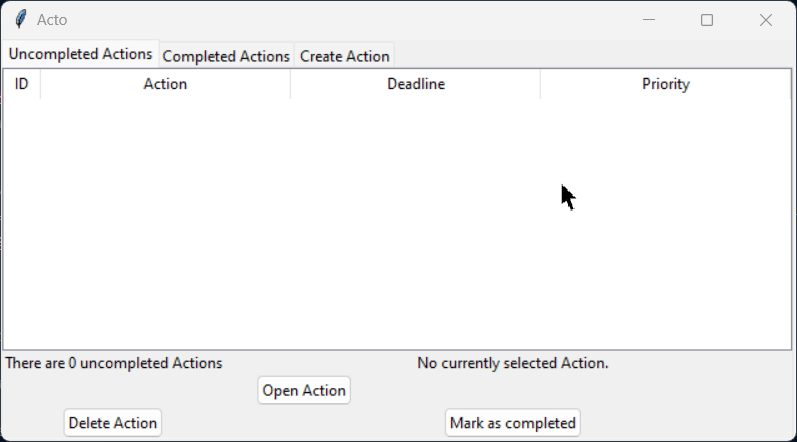 Acto
Uncompleted Actions Completed Actions Create Action
ID Action Deadline Priority
There are 0 uncompleted Actions No currently selected Action.
Open Action
Delete Action Mark as completed